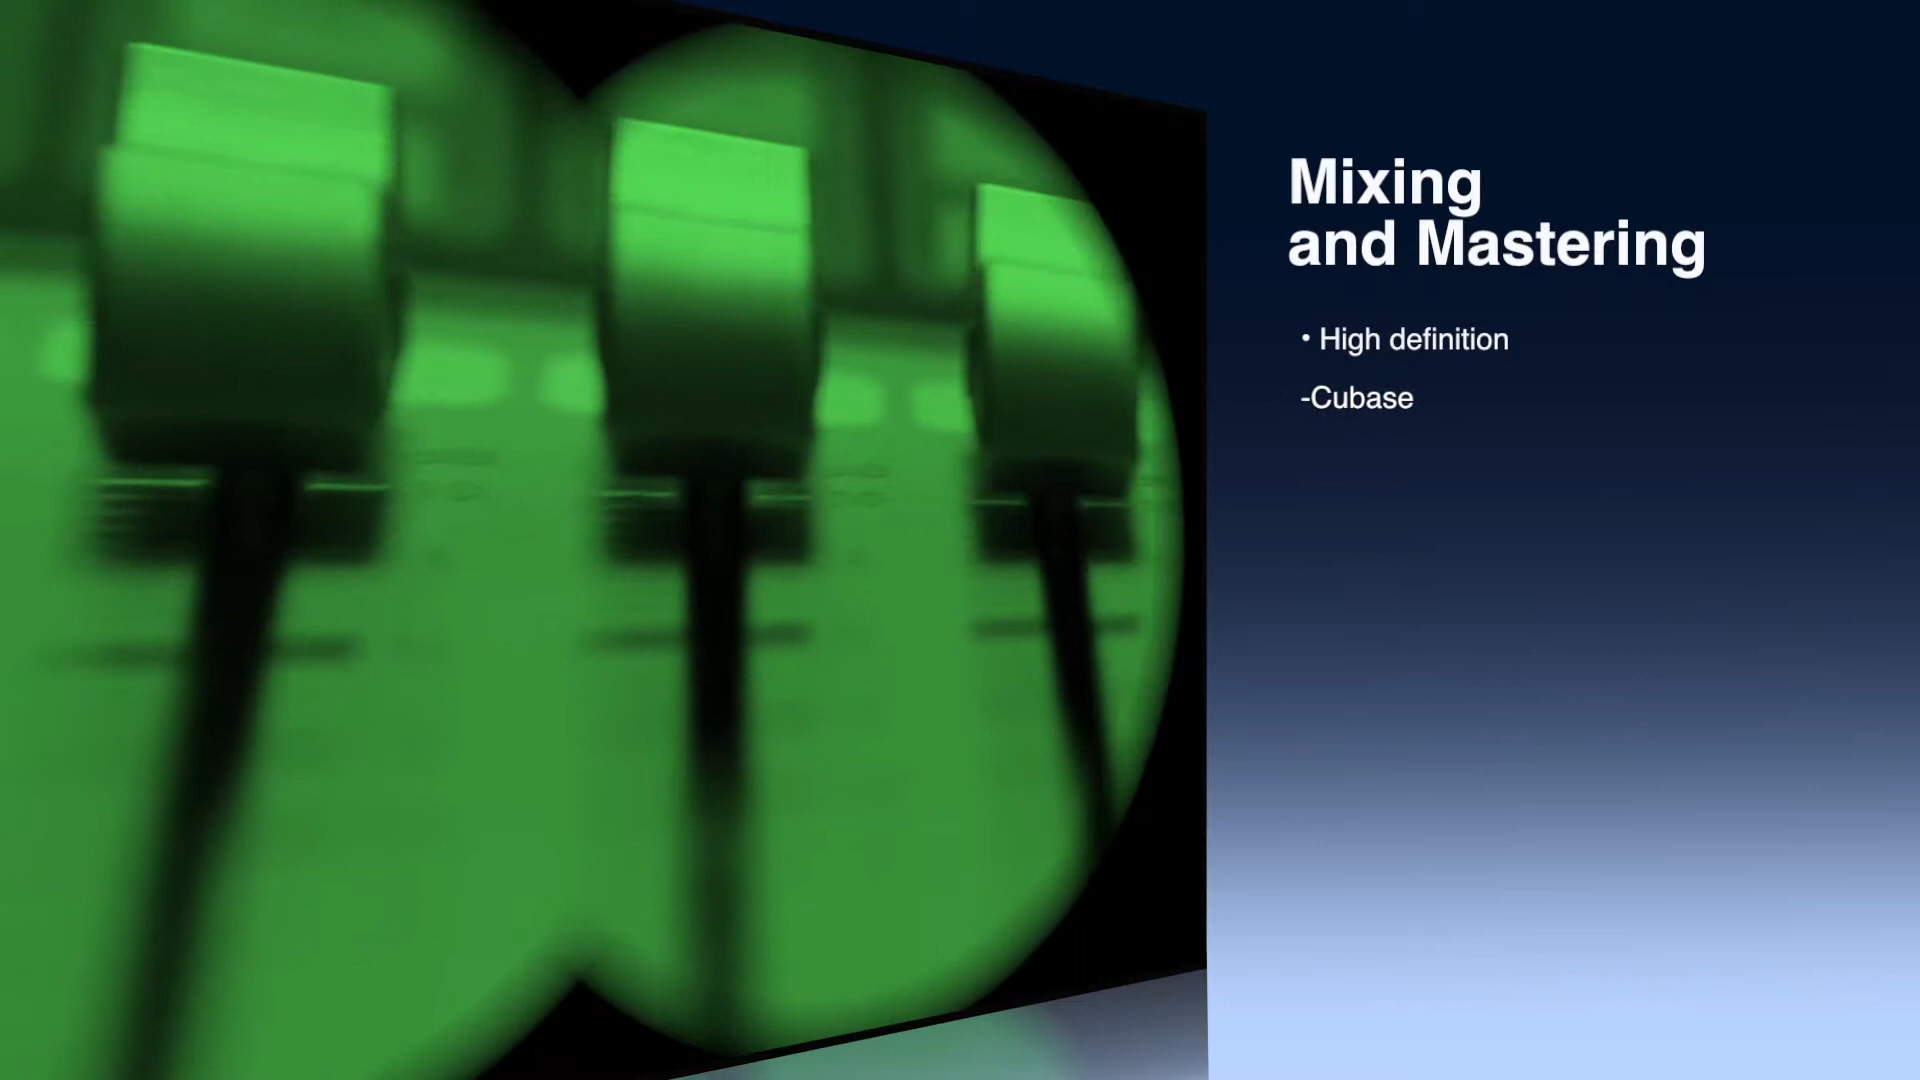 Mixing
and Mastering
• High definition
-Cubase